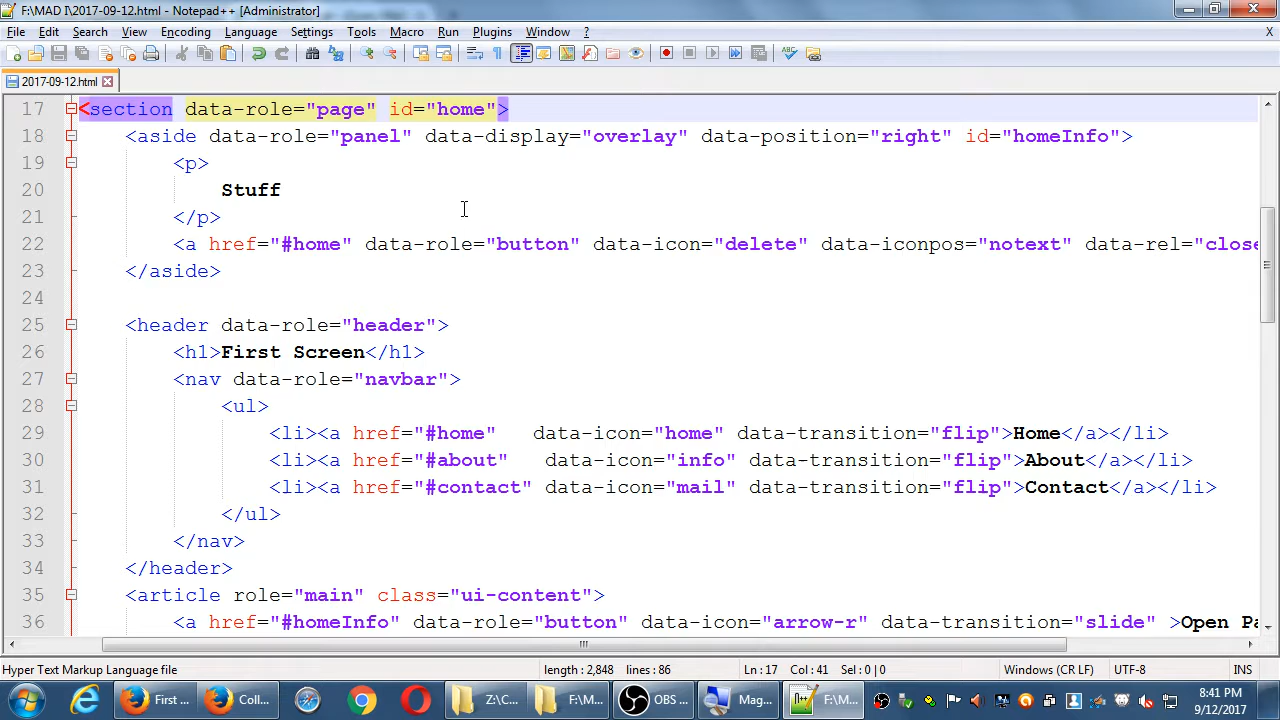 F:\MAD I\2017-09-12.html - Notepad++ [Administrator]
File Edit Search View Encoding Language Settings Tools Macro Run Plugins Window ? X
2017-09-12.html
17 <section data-role="page" id="home">
18 <aside data-role="panel" data-display="overlay" data-position="right" id="homeInfo">
19 <p>
20 Stuff
21 </p>
22 <a href="#home" data-role="button" data-icon="delete" data-iconpos="notext" data-rel="close
23 </aside>
24
25 <header data-role="header">
26 <h1>First Screen</h1>
27 <nav data-role="navbar">
28 <ul>
29 <li><a href="#home" data-icon="home" data-transition="flip">Home</a></li>
30 <li><a href="#about" data-icon="info" data-transition="flip">About</a></li>
31 <li><a href="#contact" data-icon="mail" data-transition="flip">Contact</a></li>
32 </ul>
33 </nav>
34 </header>
35 <article role="main" class="ui-content">
36 <a href="#homeInfo" data-role="button" data-icon="arrow-r" data-transition="slide" >Open Pa
Hyper Text Markup Language file length : 2,848 lines : 86 Ln : 17 Col : 41 Sel : 0 | 0 Windows (CR LF) UTF-8 INS
First ... Coll... Z:\C... F:\M... OBS ... Mag... F:\M... 8:41 PM
9/12/2017